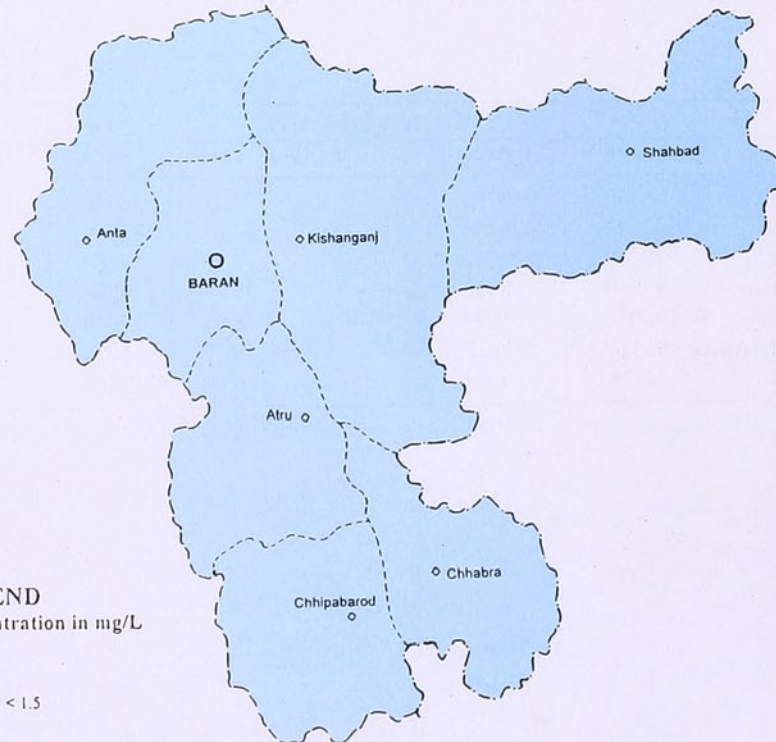 Shahbad
Anta
Kishanganj
BARAN
Atru
Chhabra
Chhipabarod
END
ntration in mg/L
< 1.5